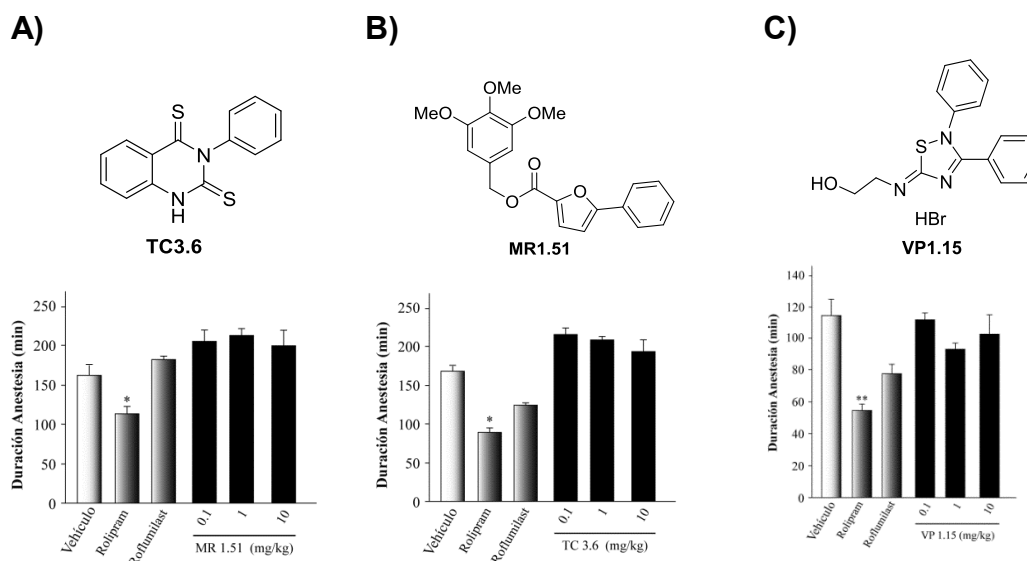 A)
S
N
N
H
S
TC3.6
Duración Anestesia (min)
250
200
150
100
50
0
*
Vehículo
Rolipram
Roflumilast
0.1
1
10
MR 1.51 (mg/kg)
B)
OMe
MeO
OMe
O
O
O
MR1.51
Duración Anestesia (min)
250
200
150
100
50
0
*
Vehículo
Rolipram
Roflumilast
0.1
1
10
TC 3.6 (mg/kg)
C)
N
S
N
N
HO
HBr
VP1.15
Duración Anestesia (min)
140
120
100
80
60
40
20
0
**
Vehículo
Rolipram
Roflumilast
0.1
1
10
VP 1.15 (mg/kg)